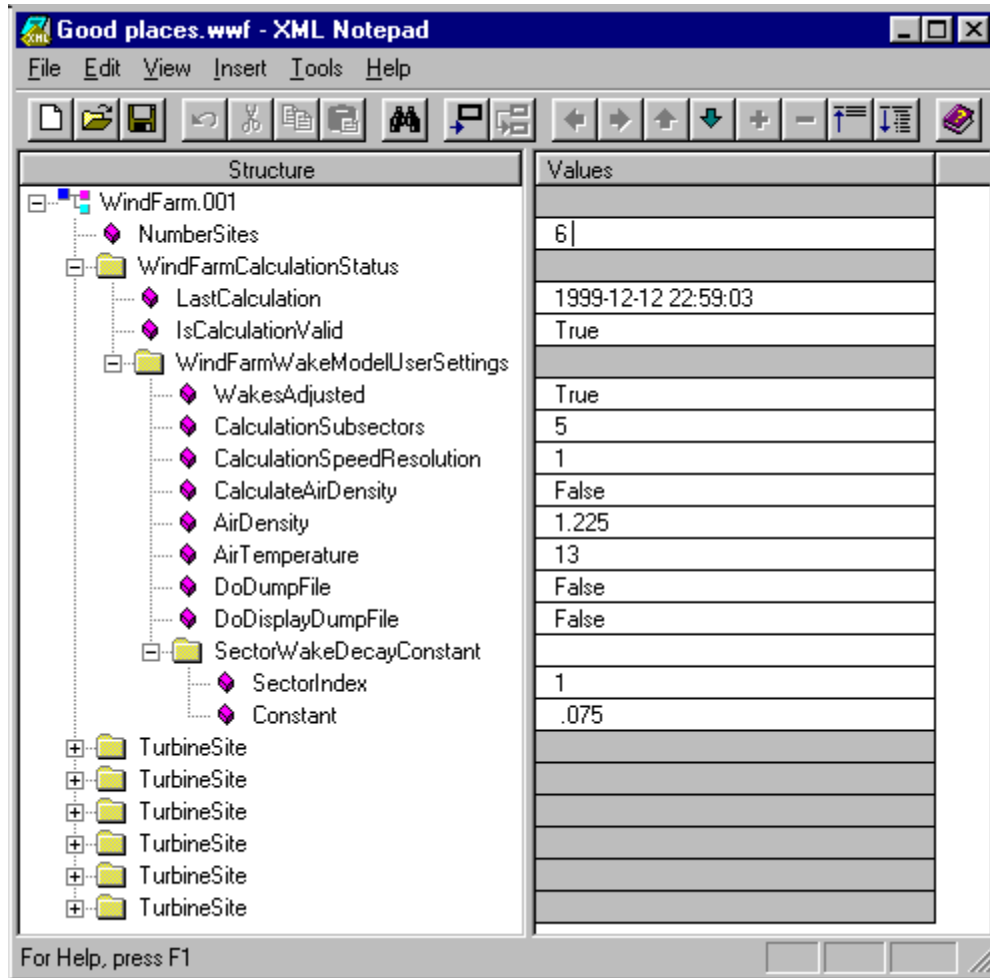 Good places.wwf - XML Notepad
File Edit View Insert Tools Help
Structure Values
WindFarm.001
NumberSites 6
WindFarmCalculationStatus
LastCalculation 1999-12-12 22:59:03
IsCalculationValid True
WindFarmWakeModelUserSettings
WakesAdjusted True
CalculationSubsectors 5
CalculationSpeedResolution 1
CalculateAirDensity False
AirDensity 1.225
AirTemperature 13
DoDumpFile False
DoDisplayDumpFile False
SectorWakeDecayConstant
SectorIndex 1
Constant .075
TurbineSite
TurbineSite
TurbineSite
TurbineSite
TurbineSite
TurbineSite
For Help, press F1